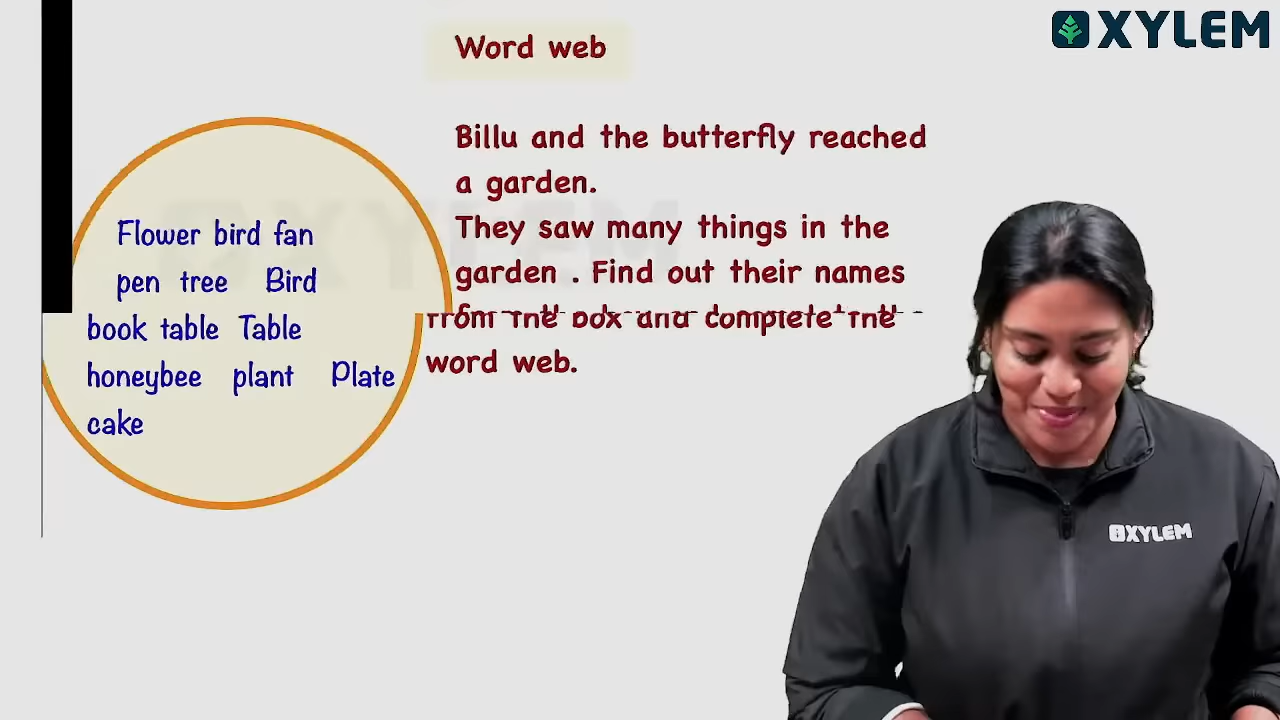 Word web
XYLEM
Billu and the butterfly reached
a garden.
They saw many things in the
garden . Find out their names
from the box and complete the
word web.
Flower bird fan
pen tree Bird
book table Table
honeybee plant Plate
cake
XYLEM